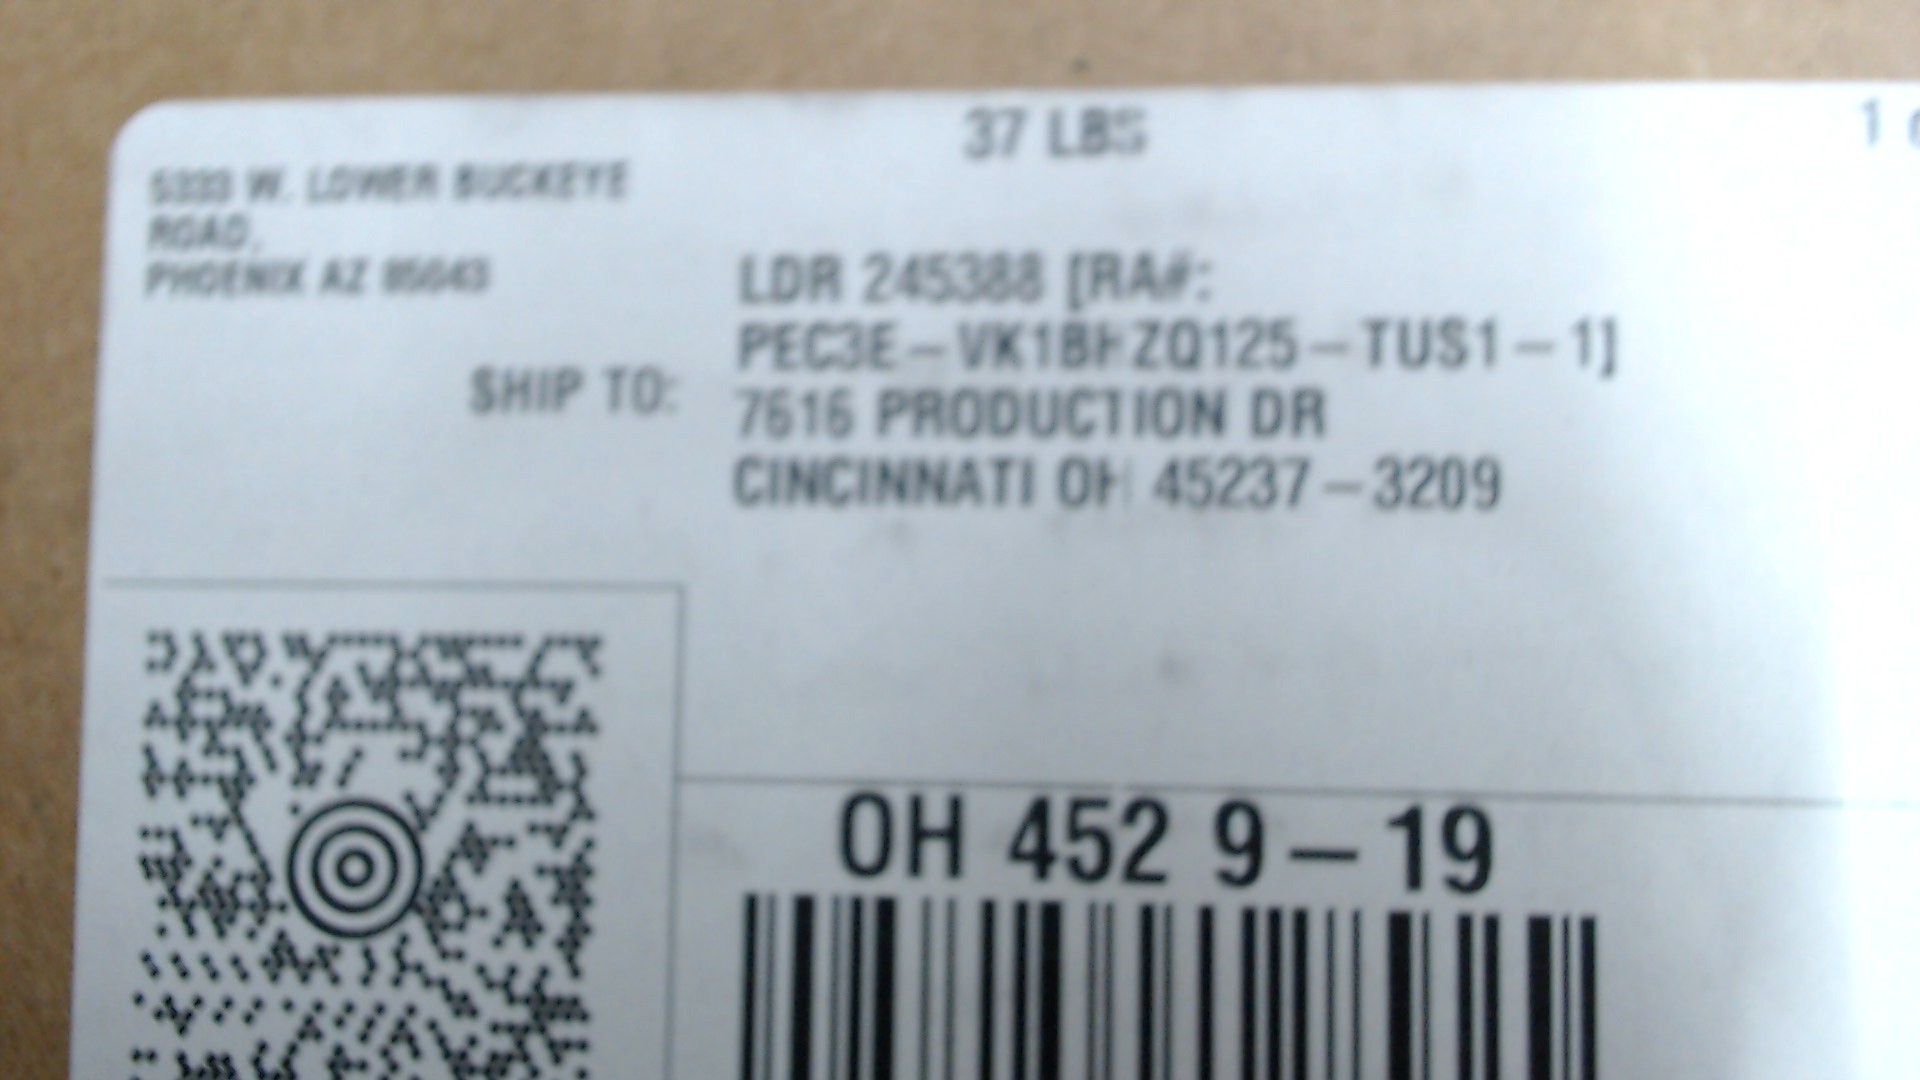 37 LBS
1
5333 W. LOWER BUCKEYE
ROAD,
PHOENIX AZ 85043
LDR 245388 [RA#:
PEC3E-VK1BHZQ125-TUS1-1]
SHIP TO:
7616 PRODUCTION DR
CINCINNATI OH 45237-3209
OH 452 9-19